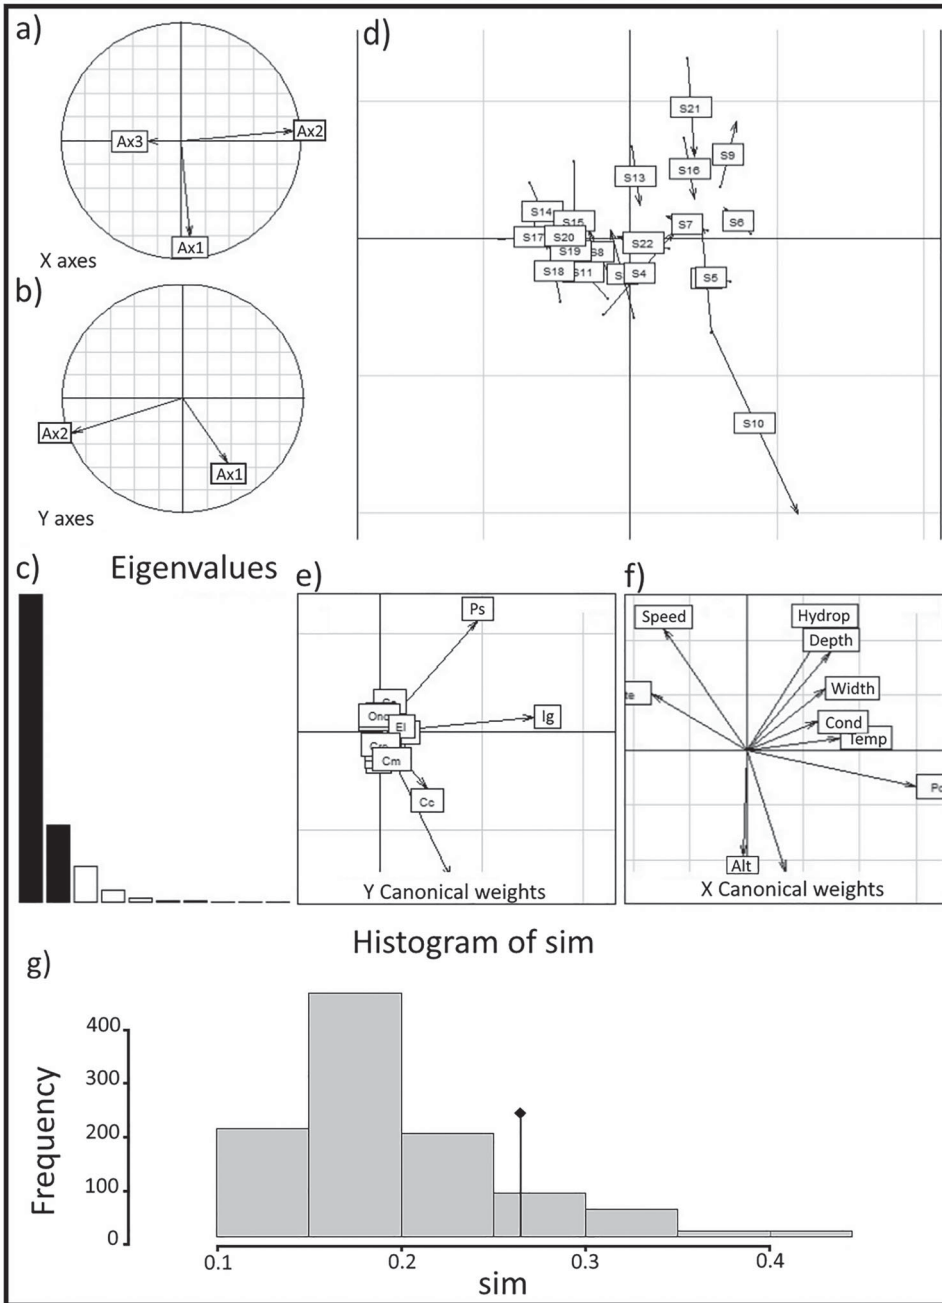 a)
Ax3
Ax2
Ax1
X axes
b)
Ax2
Ax1
Y axes
c)
Eigenvalues
d)
S21
S9
S16
S13
S14
S15
S6
S7
S17
S20
S22
S19
S8
S18
S11
S4
S5
S10
e)
Ps
Ig
Ond
El
Cm
Cc
Y Canonical weights
f)
Speed
Hydrop
Depth
Width
Cond
Temp
Alt
X Canonical weights
g)
Histogram of sim
Frequency
400
300
200
100
0
0.1
0.2
0.3
0.4
sim